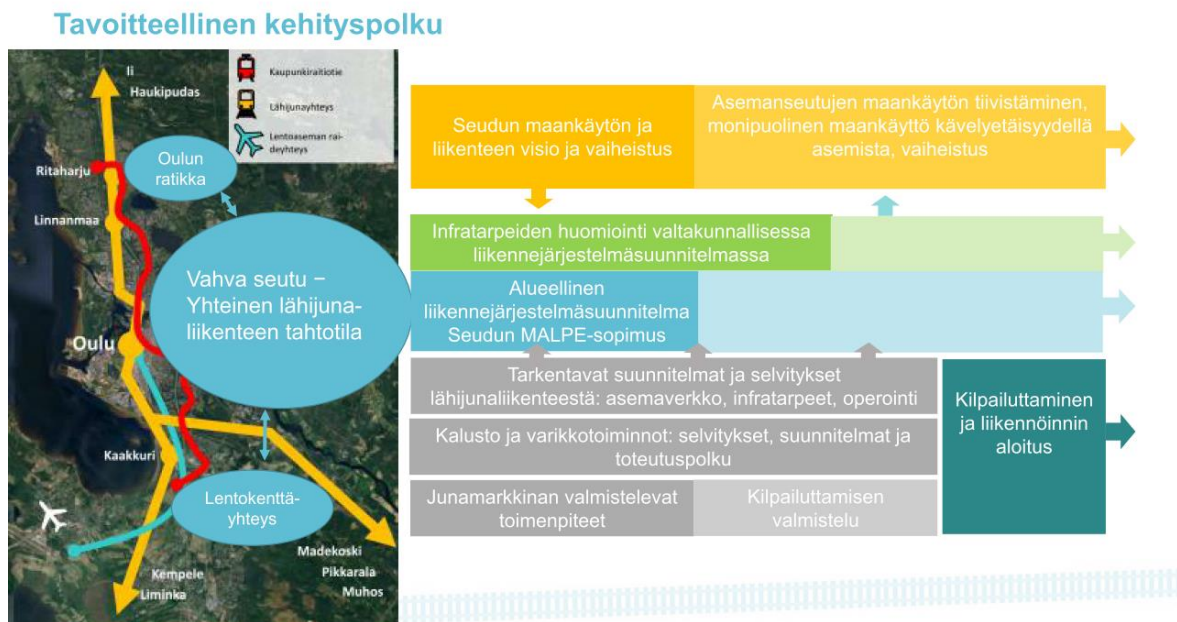 Tavoitteellinen kehityspolku
Kaupunkiraitiotie
Lähijunayhteys
Lentoaseman rai-
deyhteys
Ii
Haukipudas
Ritaharju
Linnanmaa
Oulu
Kaakkuri
Madekoski
Pikkarala
Muhos
Kempele
Liminka
Oulun
ratikka
Vahva seutu –
Yhteinen lähijuna-
liikenteen tahtotila
Lentokenttä-
yhteys
Seudun maankäytön ja
liikenteen visio ja vaiheistus
Asemanseutujen maankäytön tiivistäminen,
monipuolinen maankäyttö kävelyetäisyydellä
asemista, vaiheistus
Infratarpeiden huomiointi valtakunnallisessa
liikennejärjestelmäsuunnitelmassa
Alueellinen
liikennejärjestelmäsuunnitelma
Seudun MALPE-sopimus
Tarkentavat suunnitelmat ja selvitykset
lähijunaliikenteestä: asemaverkko, infratarpeet, operointi
Kalusto ja varikkotoiminnot: selvitykset, suunnitelmat ja
toteutuspolku
Junamarkkinan valmistelevat
toimenpiteet
Kilpailuttamisen
valmistelu
Kilpailuttaminen
ja liikennöinnin
aloitus